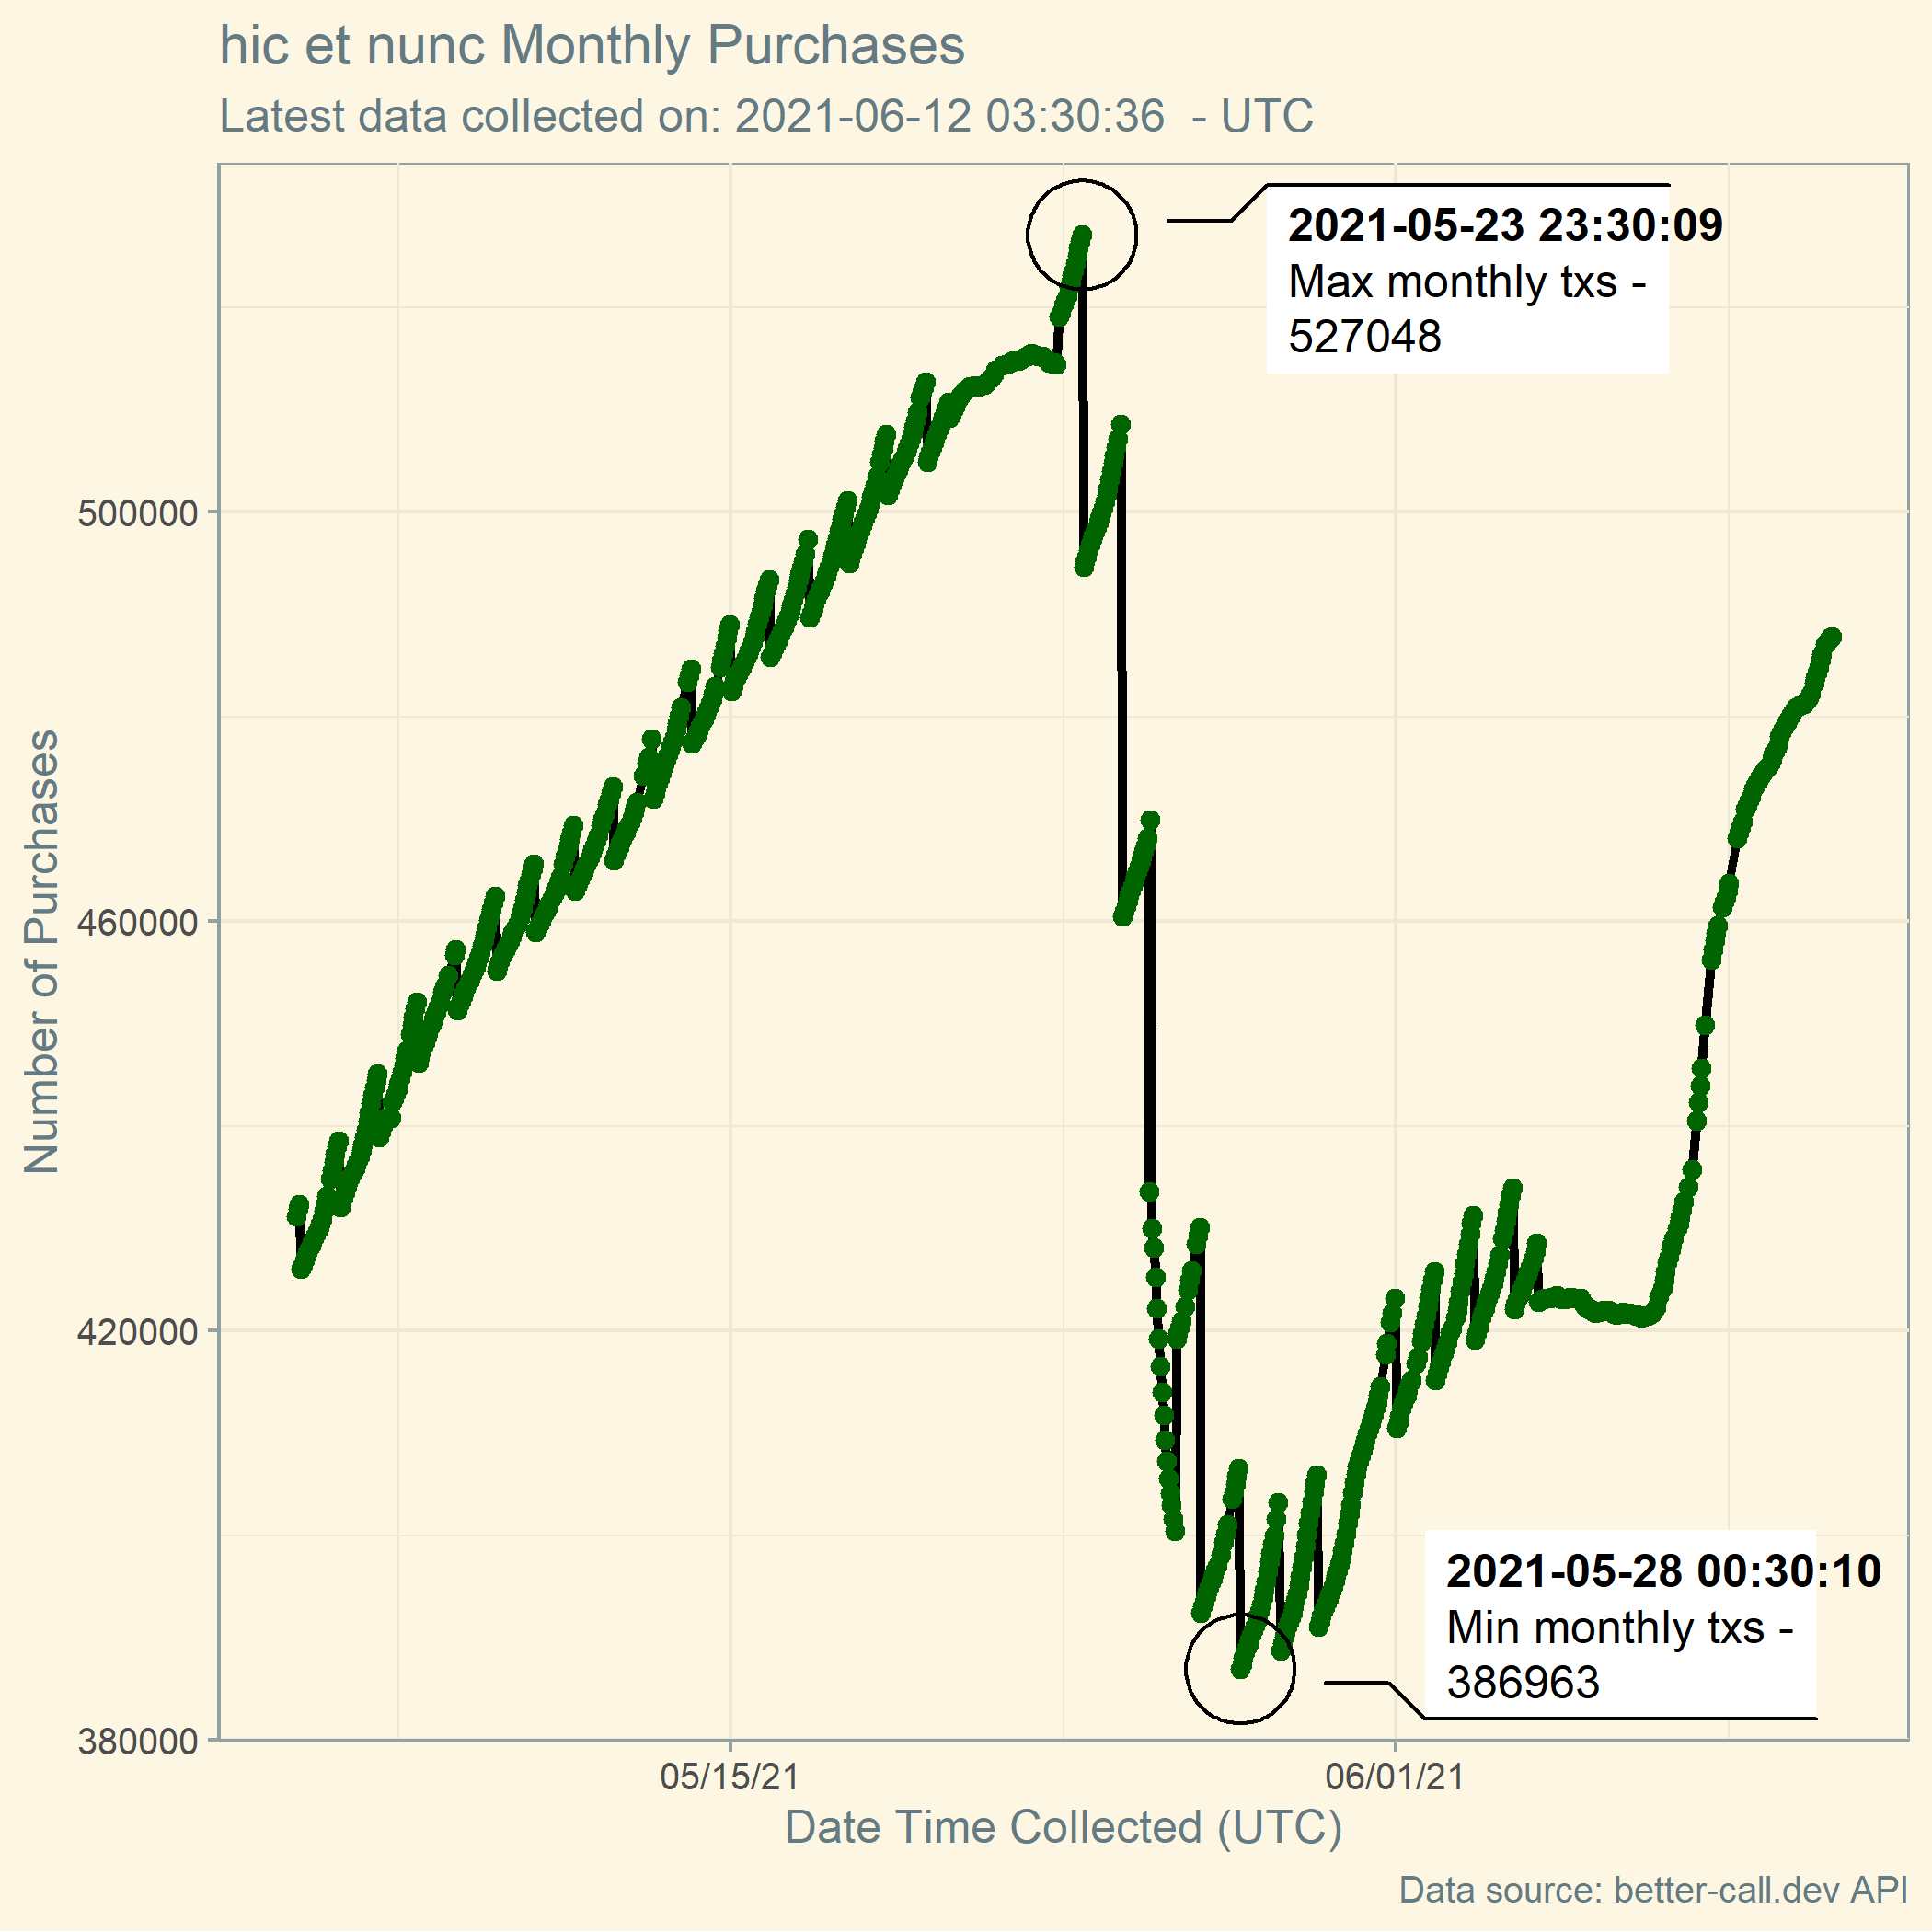 hic et nunc Monthly Purchases
Latest data collected on: 2021-06-12 03:30:36  - UTC
2021-05-23 23:30:09
Max monthly txs -
527048
Number of Purchases
500000
460000
420000
380000
2021-05-28 00:30:10
Min monthly txs -
386963
05/15/21
06/01/21
Date Time Collected (UTC)
Data source: better-call.dev API